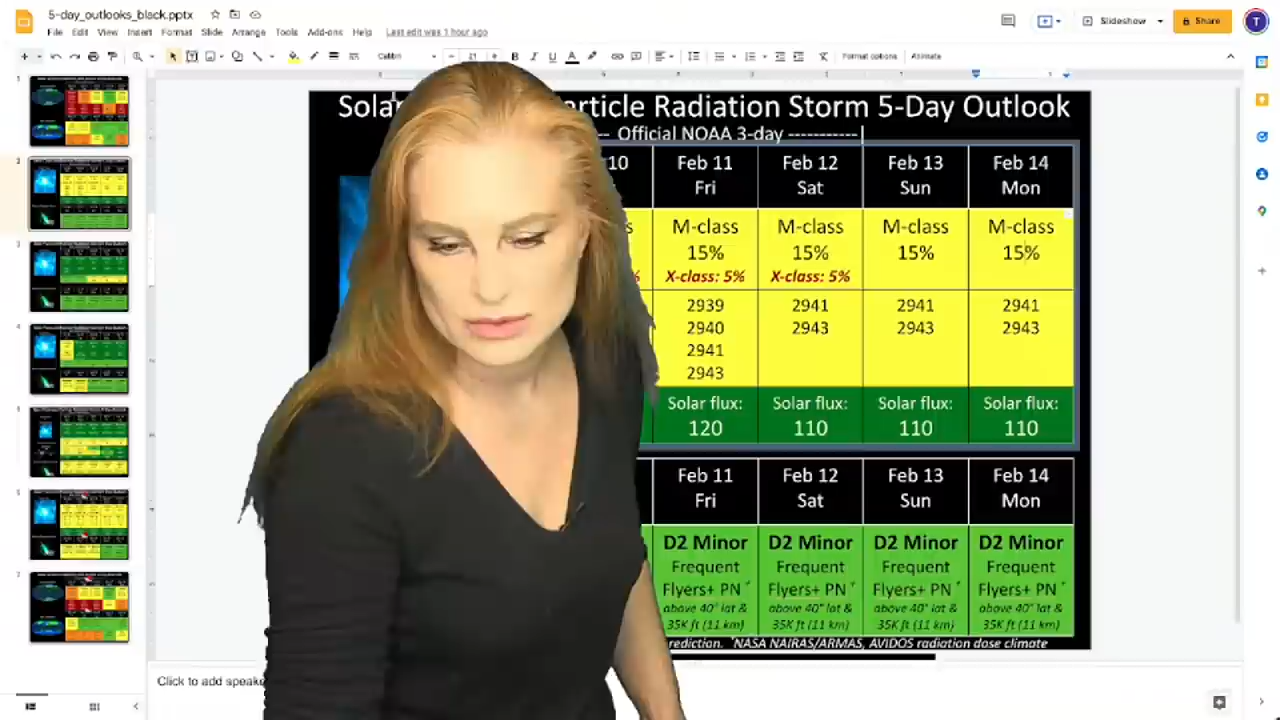 5-day_outlooks_black.pptx
File Edit View Insert Format Slide Arrange Tools Add-ons Help Last edit was 1 hour ago
Slideshow
Share
T
Calibri
B I U A
Format options
Animate
1
2
3
4
7
article Radiation Storm 5-Day Outlook
Official NOAA 3-day -----------|
10 Feb 11 Feb 12 Feb 13 Feb 14
Fri Sat Sun Mon
M-class M-class M-class M-class
15% 15% 15% 15%
X-class: 5% X-class: 5%
2939 2941 2941 2941
2940 2943 2943 2943
2941
2943
Solar flux: Solar flux: Solar flux: Solar flux:
120 110 110 110
Feb 11 Feb 12 Feb 13 Feb 14
Fri Sat Sun Mon
D2 Minor D2 Minor D2 Minor D2 Minor
Frequent Frequent Frequent Frequent
Flyers+ PN* Flyers+ PN* Flyers+ PN* Flyers+ PN*
above 40° lat & above 40° lat & above 40° lat & above 40° lat &
35K ft (11 km) 35K ft (11 km) 35K ft (11 km) 35K ft (11 km)
rediction. *NASA NAIRAS/ARMAS, AVIDOS radiation dose climate
Click to add speake